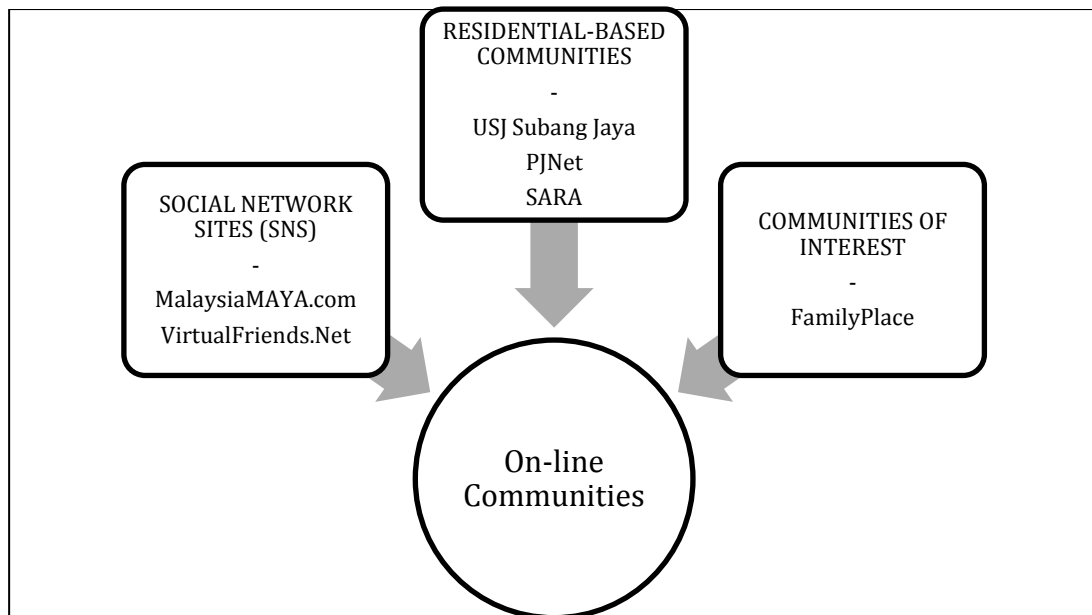 RESIDENTIAL-BASED
COMMUNITIES
-
USJ Subang Jaya
PJNet
SARA
SOCIAL NETWORK
SITES (SNS)
-
MalaysiaMAYA.com
VirtualFriends.Net
COMMUNITIES OF
INTEREST
-
FamilyPlace
On-line
Communities